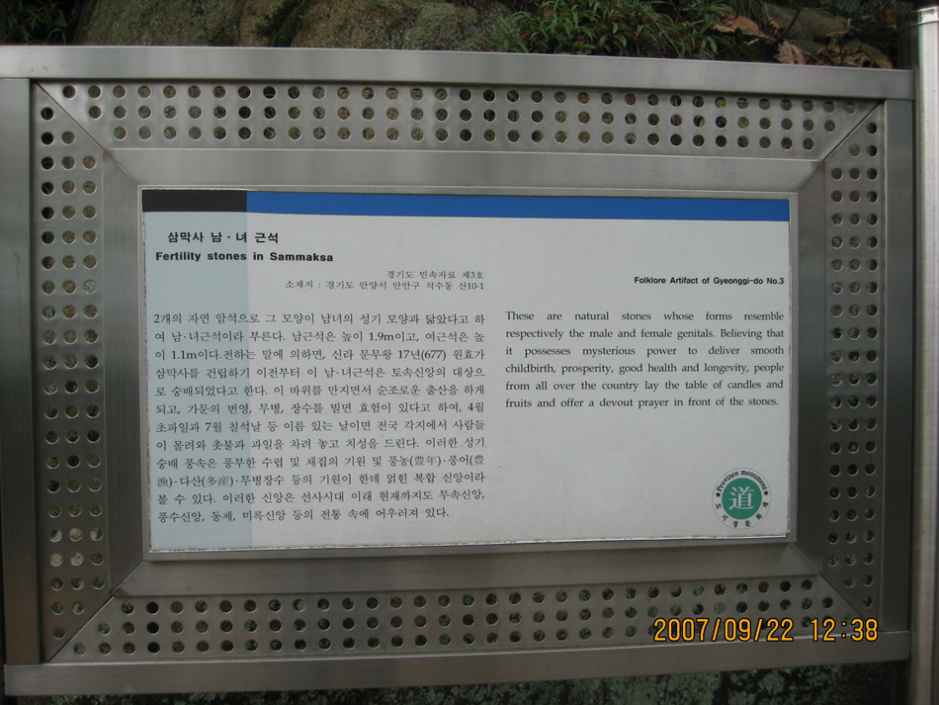 삼막사 남·녀 근석
Fertility stones in Sammaksa
경기도 민속자료 제3호
소재지 : 경기도 안양시 만안구 석수동 산10-1
2개의 자연 암석으로 그 모양이 남녀의 성기 모양과 닮았다고 하
여 남·녀근석이라 부른다. 남근석은 높이 1.9m이고, 여근석은 높
이 1.1m이다.전하는 말에 의하면, 신라 문무왕 17년(677) 원효가
삼막사를 건립하기 이전부터 이 남·녀근석은 토속신앙의 대상으
로 숭배되었다고 한다. 이 바위를 만지면서 순조로운 출산을 하게
되고, 가문의 번영, 무병, 장수를 빌면 효험이 있다고 하여, 4월
초파일과 7월 칠석날 등 이름 있는 날이면 전국 각지에서 사람들
이 몰려와 촛불과 과일을 차려 놓고 치성을 드린다. 이러한 성기
숭배 풍속은 풍부한 수렵 및 채집의 기원 및 풍농(豊年)·풍어(豊
漁)·다산(多産)·무병장수 등의 기원이 한데 얽힌 복합 신앙이라
볼 수 있다. 이러한 신앙은 선사시대 이래 현재까지도 무속신앙,
풍수신앙, 동제, 미륵신앙 등의 전통 속에 어우러져 있다.
Folklore Artifact of Gyeonggi-do No.3
These are natural stones whose forms resemble
respectively the male and female genitals. Believing that
it possesses mysterious power to deliver smooth
childbirth, prosperity, good health and longevity, people
from all over the country lay the table of candles and
fruits and offer a devout prayer in front of the stones.
Province monument
道
도지정문화재
2007/09/22 12:38